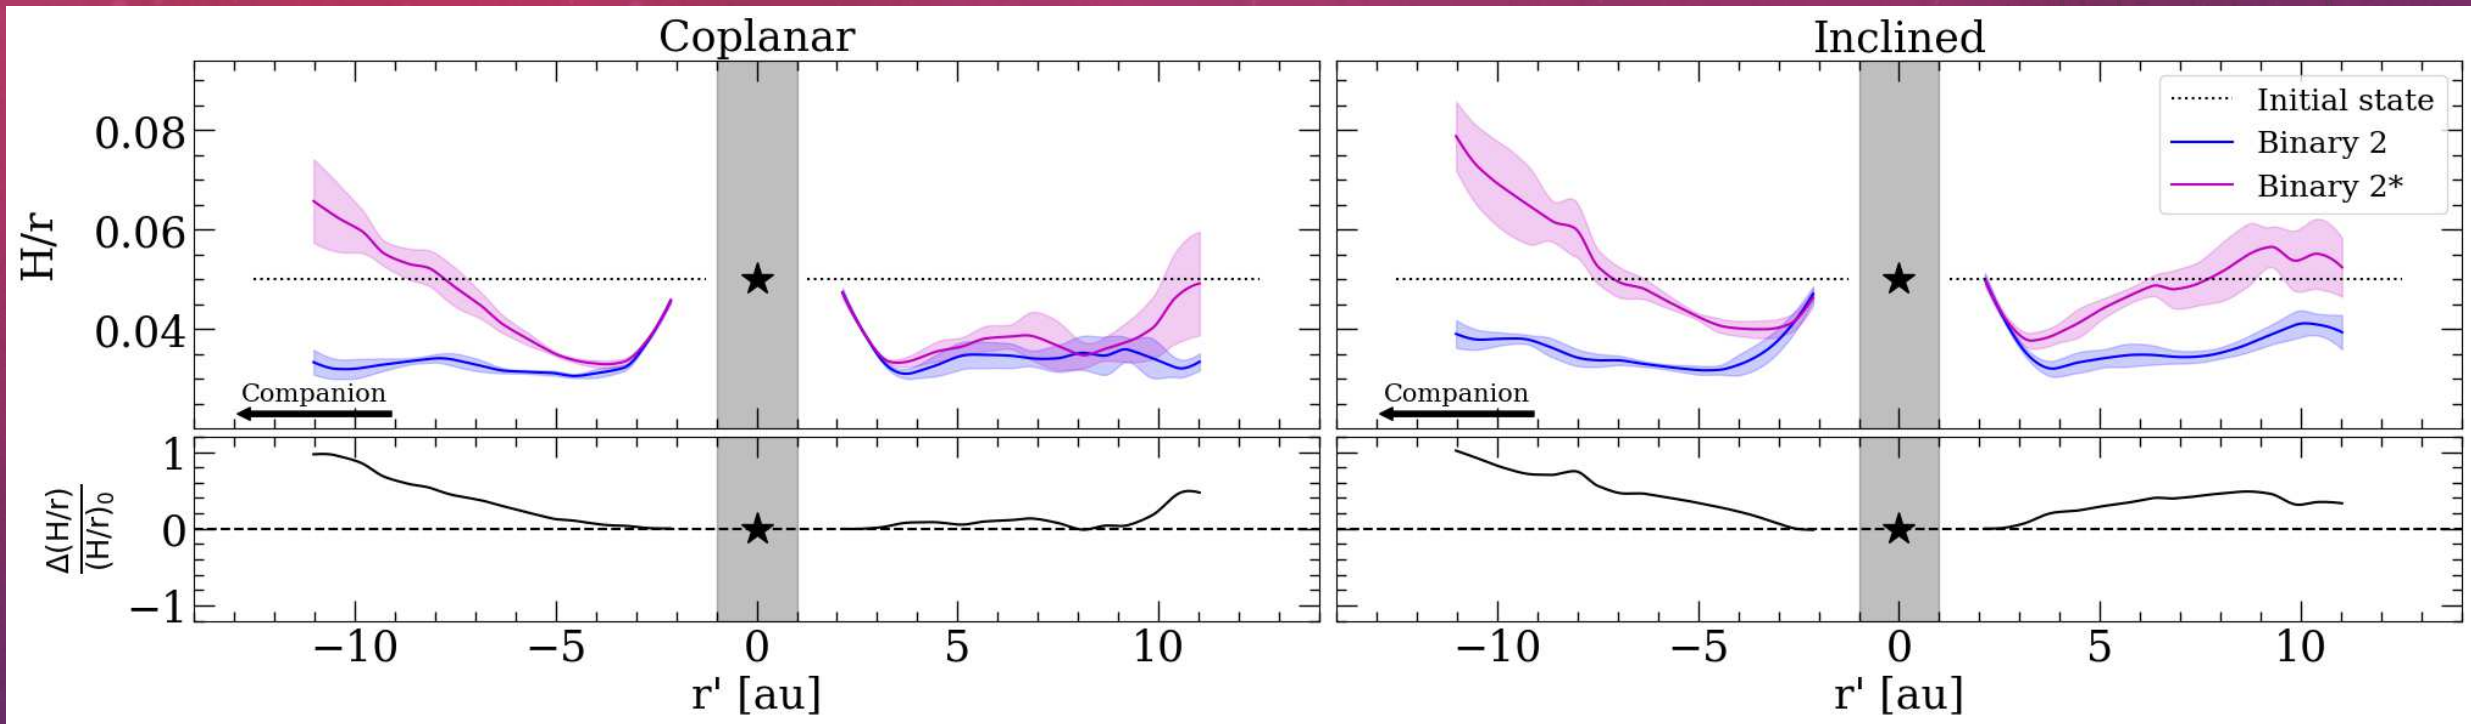 Coplanar
Inclined
H/r
0.08
0.06
0.04
Companion
Companion
Initial state
Binary 2
Binary 2*
Δ(H/r)
(H/r)₀
1
0
−1
−10 −5 0 5 10
−10 −5 0 5 10
r' [au]
r' [au]